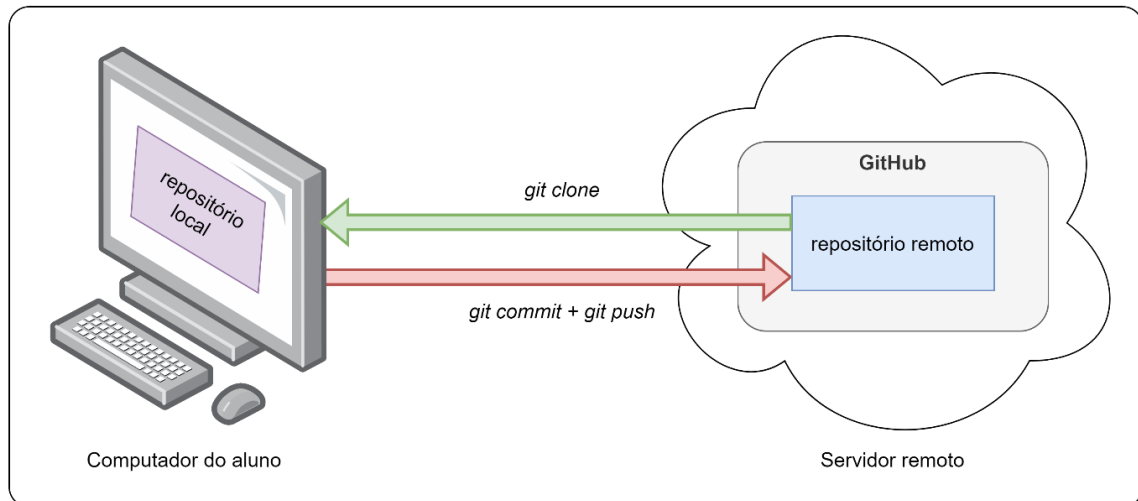 GitHub
git clone
repositório
local
repositório remoto
git commit + git push
Computador do aluno
Servidor remoto